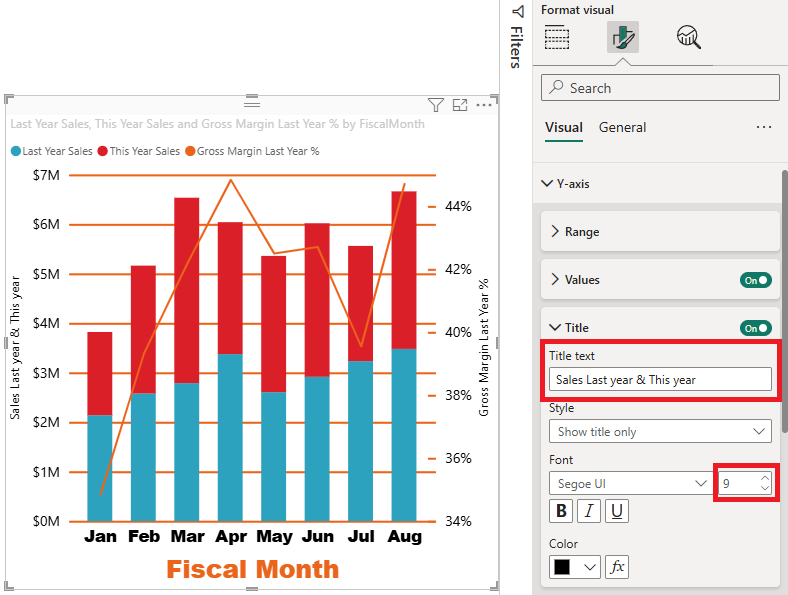 Last Year Sales, This Year Sales and Gross Margin Last Year % by FiscalMonth
Last Year Sales This Year Sales Gross Margin Last Year %
Sales Last year & This year
$7M
$6M
$5M
$4M
$3M
$2M
$1M
$0M
44%
42%
40%
38%
36%
34%
Gross Margin Last Year %
Jan Feb Mar Apr May Jun Jul Aug
Fiscal Month
Filters
Format visual
Search
Visual General
Y-axis
Range
Values On
Title On
Title text
Sales Last year & This year
Style
Show title only
Font
Segoe UI 9
B I U
Color
fx